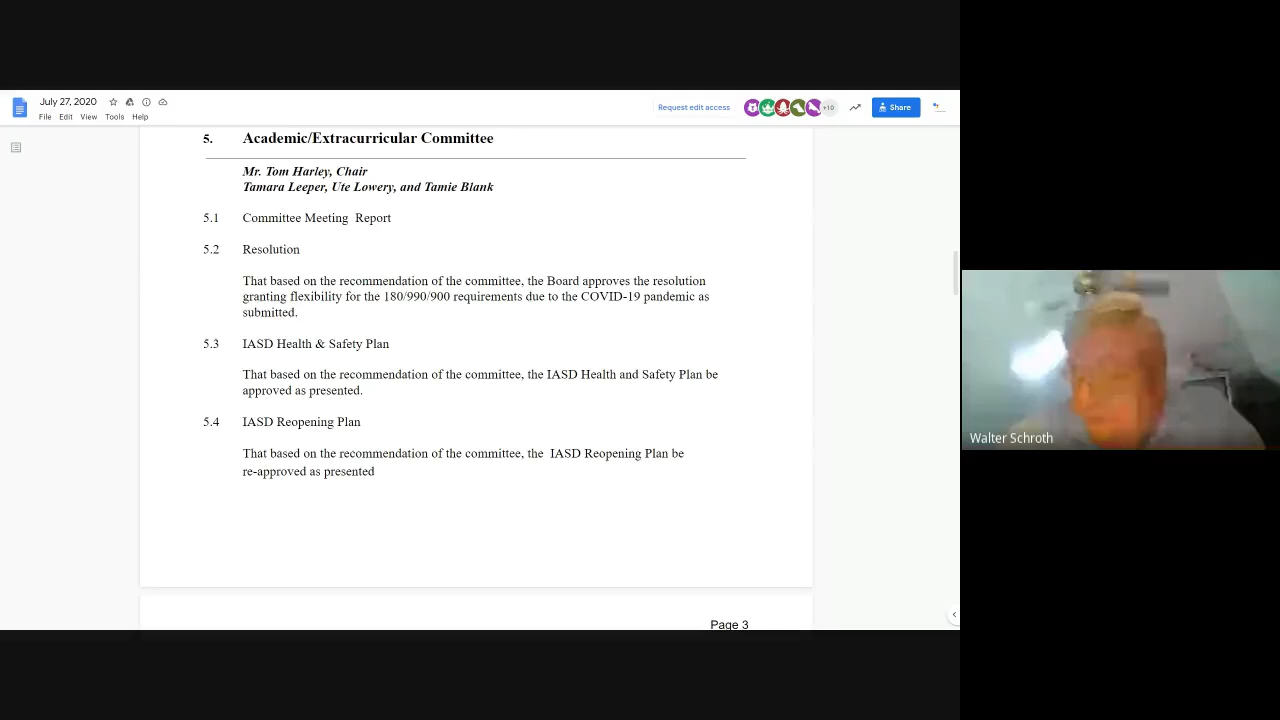 July 27, 2020
File Edit View Tools Help
Request edit access
+10
Share
5. Academic/Extracurricular Committee
Mr. Tom Harley, Chair
Tamara Leeper, Ute Lowery, and Tamie Blank
5.1 Committee Meeting Report
5.2 Resolution
That based on the recommendation of the committee, the Board approves the resolution
granting flexibility for the 180/990/900 requirements due to the COVID-19 pandemic as
submitted.
5.3 IASD Health & Safety Plan
That based on the recommendation of the committee, the IASD Health and Safety Plan be
approved as presented.
5.4 IASD Reopening Plan
That based on the recommendation of the committee, the IASD Reopening Plan be
re-approved as presented
Page 3
Walter Schroth